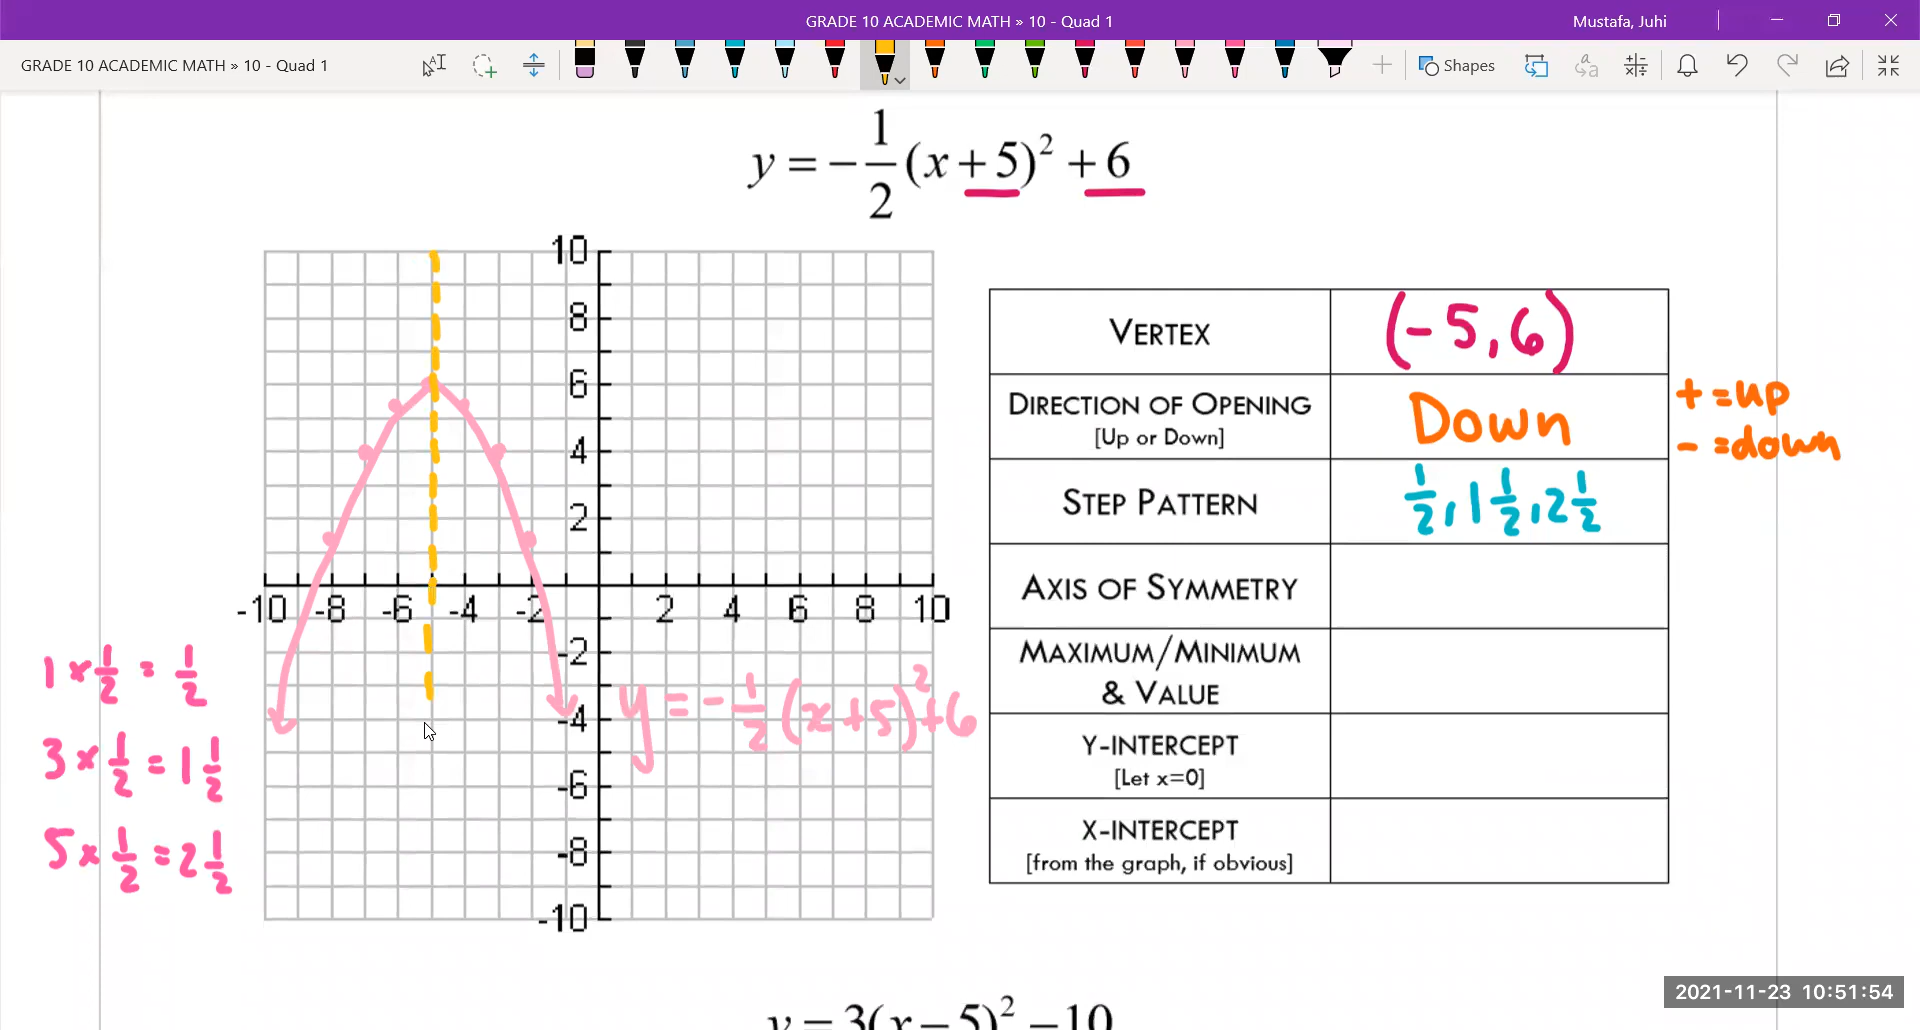 GRADE 10 ACADEMIC MATH » 10 - Quad 1
Mustafa, Juhi
GRADE 10 ACADEMIC MATH » 10 - Quad 1
Shapes
y = -1/2(x + 5)² + 6
10
8
6
4
2
-10 -8 -6 -4 -2 2 4 6 8 10
-2
-4
-6
-8
-10
y = -1/2(x+5)²+6
1 × 1/2 = 1/2
3 × 1/2 = 1 1/2
5 × 1/2 = 2 1/2
VERTEX (-5, 6)
DIRECTION OF OPENING Down
[Up or Down]
+ = up
- = down
STEP PATTERN 1/2, 1 1/2, 2 1/2
AXIS OF SYMMETRY
MAXIMUM/MINIMUM
& VALUE
Y-INTERCEPT
[Let x=0]
X-INTERCEPT
[from the graph, if obvious]
y = 3(x - 5)² - 10
2021-11-23 10:51:54